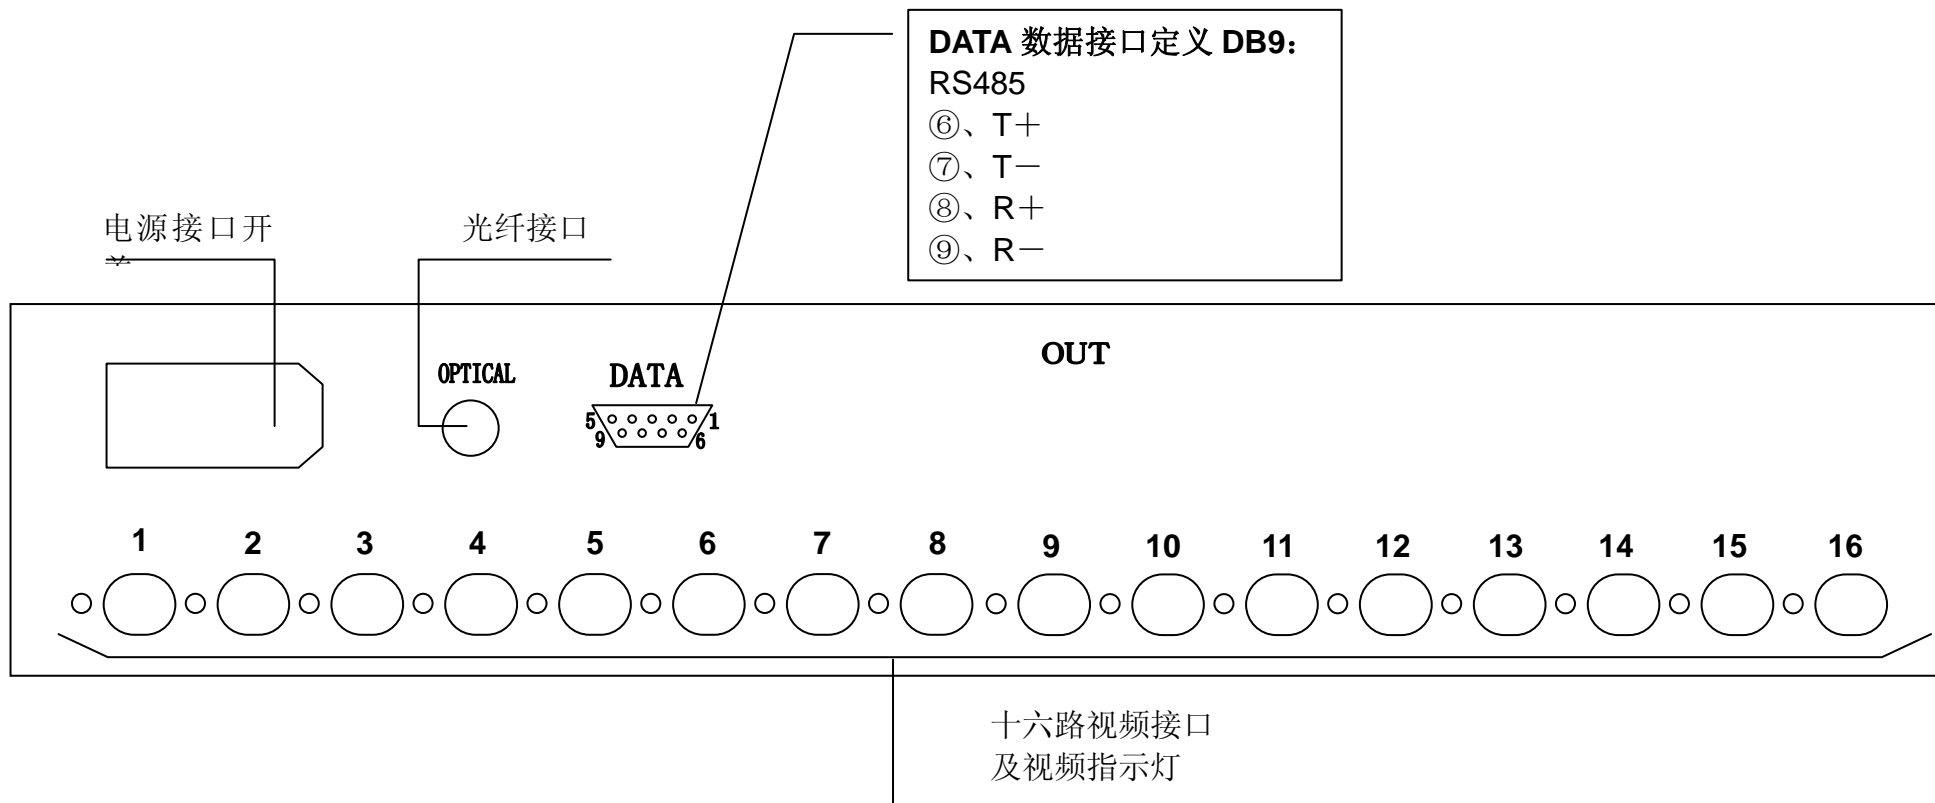 DATA 数据接口定义 DB9：
RS485
⑥、T＋
⑦、T－
⑧、R＋
⑨、R－
电源接口开
光纤接口
OUT
OPTICAL
DATA
5 1
9 6
1 2 3 4 5 6 7 8 9 10 11 12 13 14 15 16
十六路视频接口
及视频指示灯